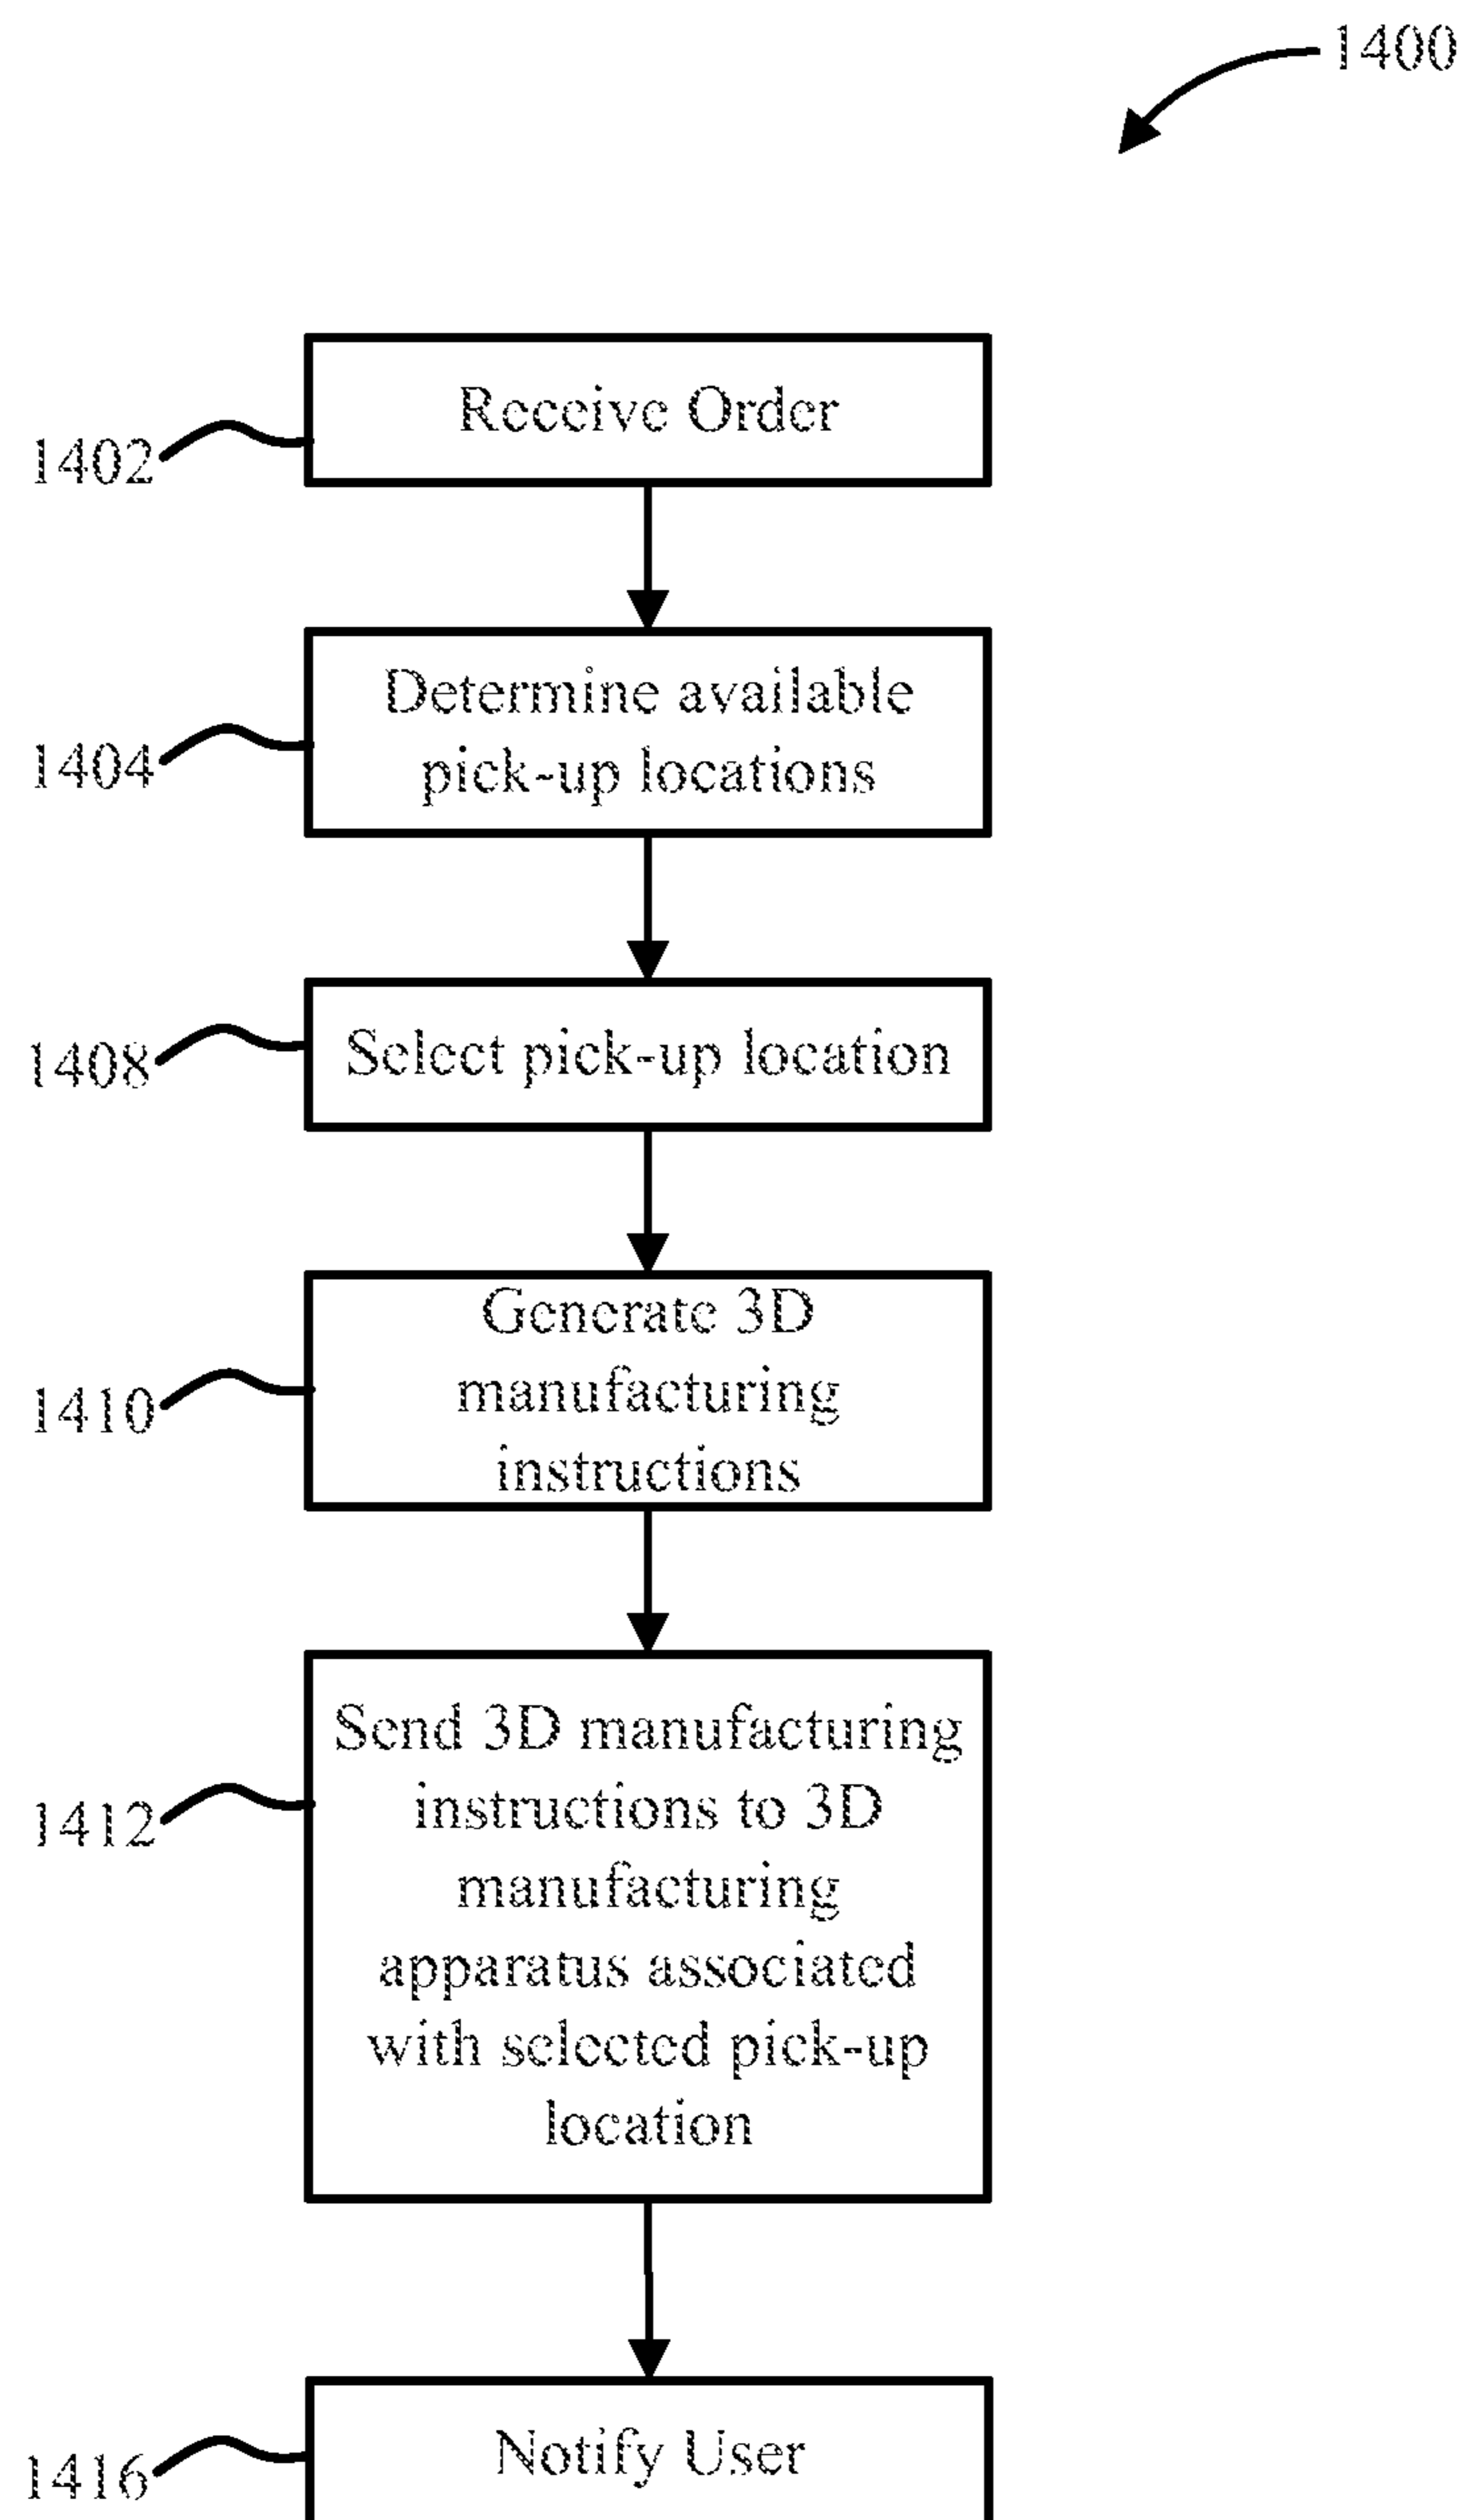 1400
Receive Order
1402
Determine available
pick-up locations
1404
Select pick-up location
1408
Generate 3D
manufacturing
instructions
1410
Send 3D manufacturing
instructions to 3D
manufacturing
apparatus associated
with selected pick-up
location
1412
Notify User
1416